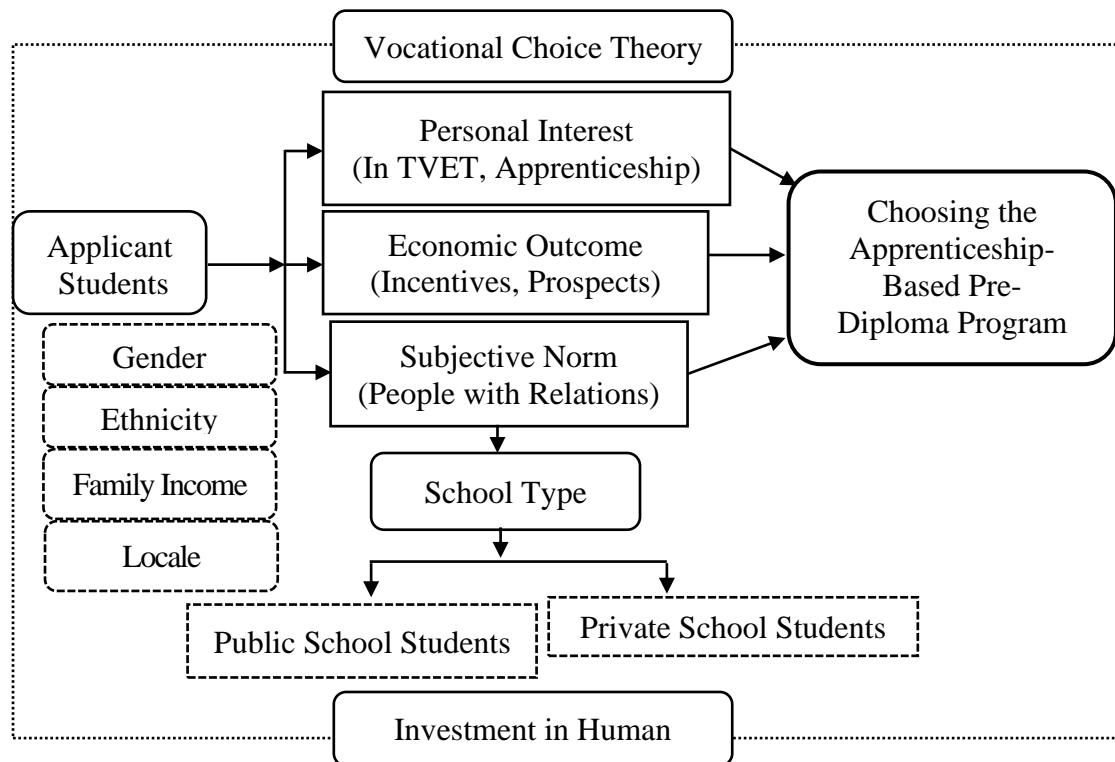 Vocational Choice Theory
Personal Interest
(In TVET, Apprenticeship)
Applicant
Students
Economic Outcome
(Incentives, Prospects)
Choosing the
Apprenticeship-
Based Pre-
Diploma Program
Gender
Ethnicity
Family Income
Locale
Subjective Norm
(People with Relations)
School Type
Public School Students
Private School Students
Investment in Human